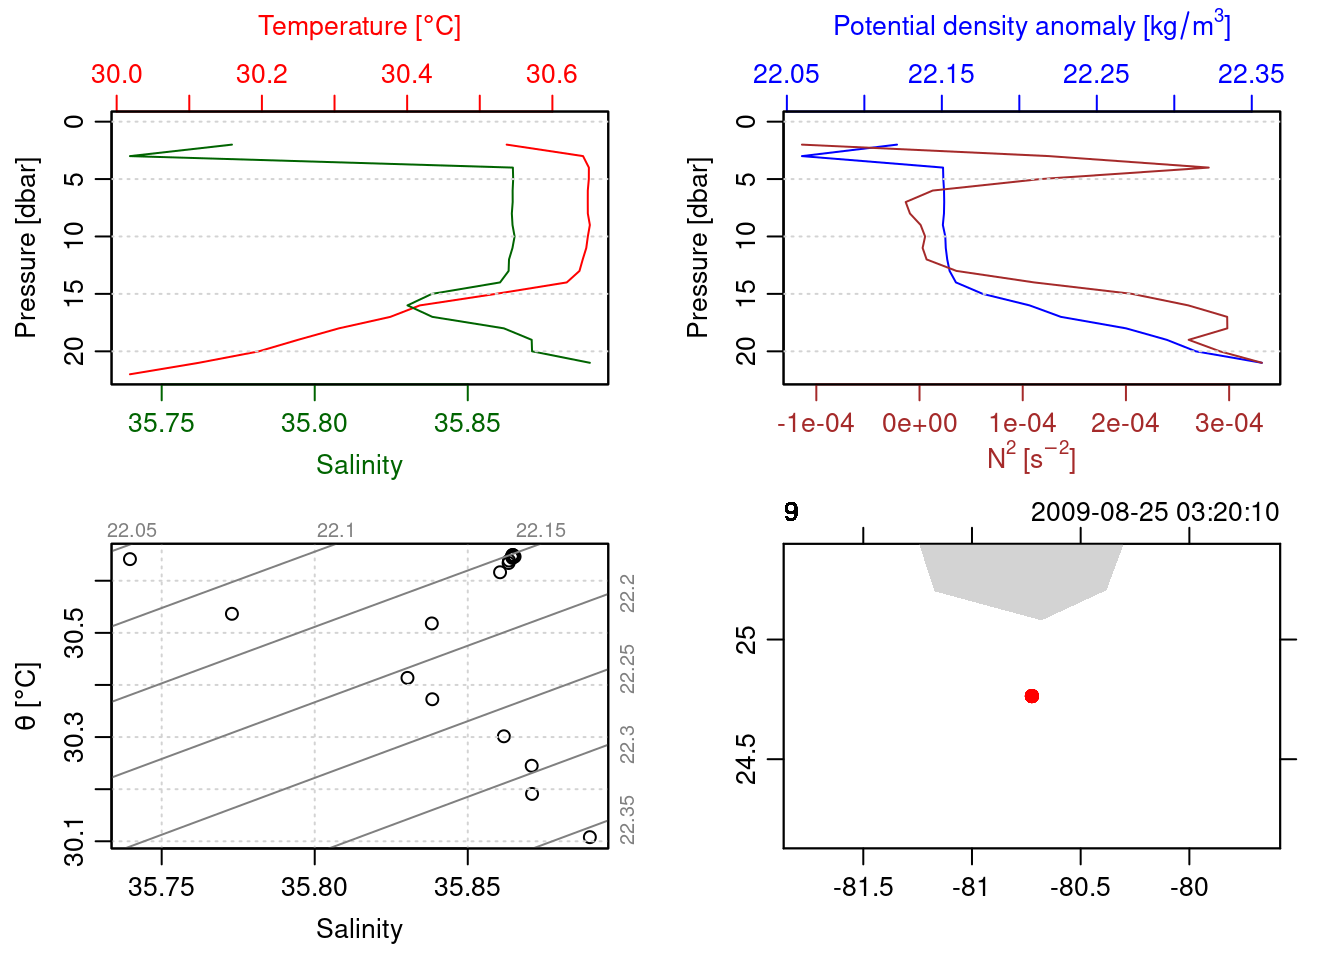 Temperature [°C]
30.0 30.2 30.4 30.6
Pressure [dbar]
0 5 10 15 20
35.75 35.80 35.85
Salinity
Potential density anomaly [kg/m³]
22.05 22.15 22.25 22.35
Pressure [dbar]
0 5 10 15 20
-1e-04 0e+00 1e-04 2e-04 3e-04
N² [s⁻²]
22.05 22.1 22.15
22.2 22.25 22.3 22.35
θ [°C]
30.1 30.3 30.5
35.75 35.80 35.85
Salinity
9 2009-08-25 03:20:10
25
24.5
-81.5 -81 -80.5 -80